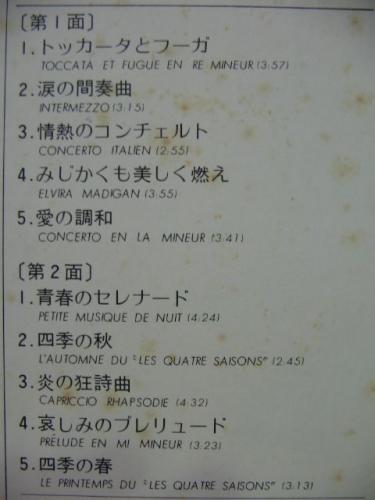 〔第1面〕
1.トッカータとフーガ
TOCCATA ET FUGUE EN RE MINEUR (3:57)
2.涙の間奏曲
INTERMEZZO (3:15)
3.情熱のコンチェルト
CONCERTO ITALIEN (2:55)
4.みじかくも美しく燃え
ELVIRA MADIGAN (3:55)
5.愛の調和
CONCERTO EN LA MINEUR (3:41)
〔第2面〕
1.青春のセレナード
PETITE MUSIQUE DE NUIT (4:24)
2.四季の秋
L'AUTOMNE DU "LES QUATRE SAISONS" (2:45)
3.炎の狂詩曲
CAPRICCIO RHAPSODIE (4:32)
4.哀しみのプレリュード
PRÉLUDE EN MI MINEUR (3:23)
5.四季の春
LE PRINTEMPS DU "LES QUATRE SAISONS" (3:13)